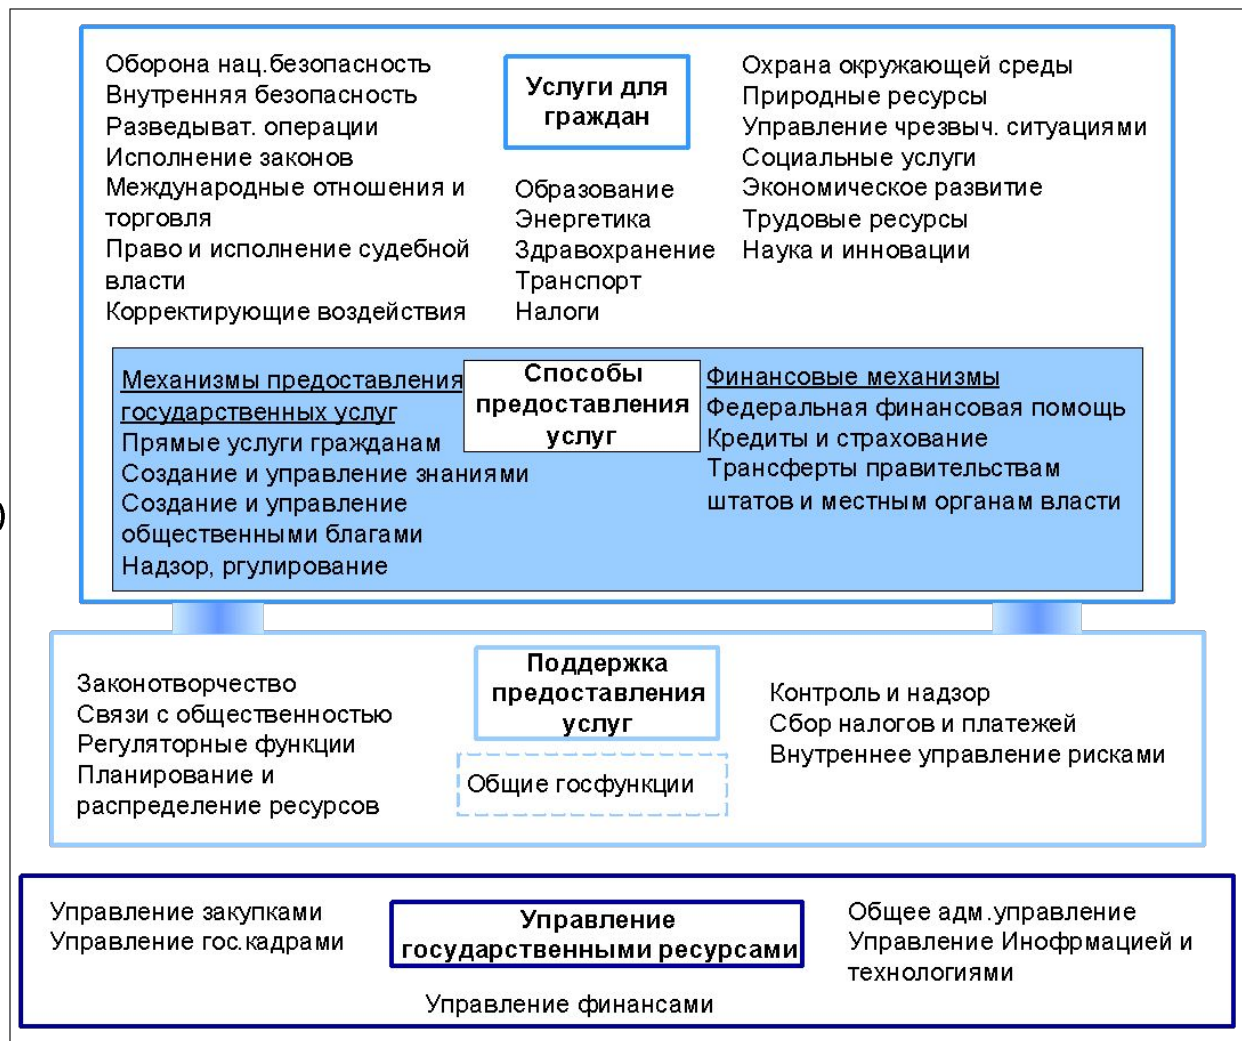 Оборона нац.безопасность
Внутренняя безопасность
Разведыват. операции
Исполнение законов
Международные отношения и
торговля
Право и исполнение судебной
власти
Корректирующие воздействия
Услуги для
граждан
Образование
Энергетика
Здравохранение
Транспорт
Налоги
Охрана окружающей среды
Природные ресурсы
Управление чрезвыч. ситуациями
Социальные услуги
Экономическое развитие
Трудовые ресурсы
Наука и инновации
Механизмы предоставления
государственных услуг
Прямые услуги гражданам
Создание и управление знаниями
Создание и управление
общественными благами
Надзор, ргулирование
Способы
предоставления
услуг
Финансовые механизмы
Федеральная финансовая помощь
Кредиты и страхование
Трансферты правительствам
штатов и местным органам власти
)
Законотворчество
Связи с общественностью
Регуляторные функции
Планирование и
распределение ресурсов
Поддержка
предоставления
услуг
Общие госфункции
Контроль и надзор
Сбор налогов и платежей
Внутреннее управление рисками
Управление закупками
Управление гос.кадрами
Управление
государственными ресурсами
Управление финансами
Общее адм.управление
Управление Инофрмацией и
технологиями